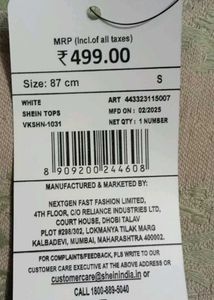 MRP (Incl.of all taxes)
₹499.00
Size: 87 cm S
WHITE ART 443323115007
SHEIN TOPS MFD ON : 02/2025
VKSHN-1031 NET QTY : 1 NUMBER
8 909200 244608
MANUFACTURED & MARKETED BY:
NEXTGEN FAST FASHION LIMITED,
4TH FLOOR, C/O RELIANCE INDUSTRIES LTD,
COURT HOUSE, DHOBI TALAV
PLOT #298/302, LOKMANYA TILAK MARG
KALBADEVI, MUMBAI, MAHARASHTRA 400002.
FOR COMPLAINTS/FEEDBACK, PLS WRITE TO OUR
CUSTOMER CARE EXECUTIVE AT THE ABOVE ADDRESS OR
customercare@sheinindia.in or
CALL 1800-889-5040